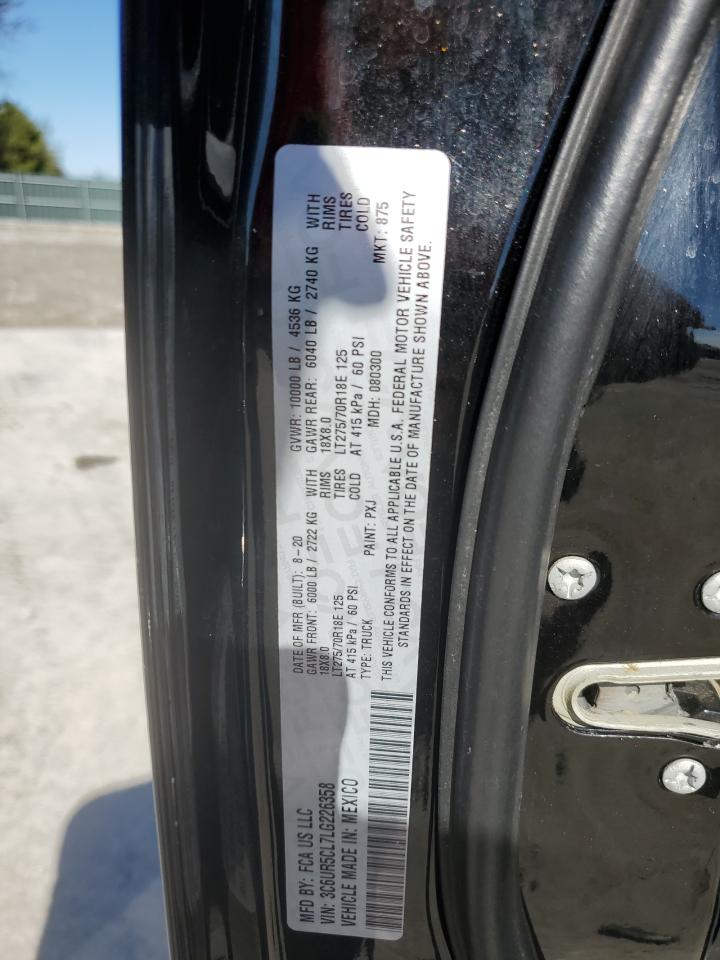 MFD BY: FCA US LLC
VIN: 3C6UR5CL7LG226358
VEHICLE MADE IN: MEXICO
DATE OF MFR (BUILT): 8-20 GVWR: 10000 LB / 4536 KG
GAWR FRONT: 6000 LB / 2722 KG WITH GAWR REAR: 6040 LB / 2740 KG WITH
18X8.0 RIMS 18X8.0 RIMS
LT275/70R18E 125 TIRES LT275/70R18E 125 TIRES
AT 415 kPa / 60 PSI COLD AT 415 kPa / 60 PSI COLD
TYPE: TRUCK PAINT: PXJ MDH: 080300 MKT: 875
THIS VEHICLE CONFORMS TO ALL APPLICABLE U.S.A. FEDERAL MOTOR VEHICLE SAFETY
STANDARDS IN EFFECT ON THE DATE OF MANUFACTURE SHOWN ABOVE.